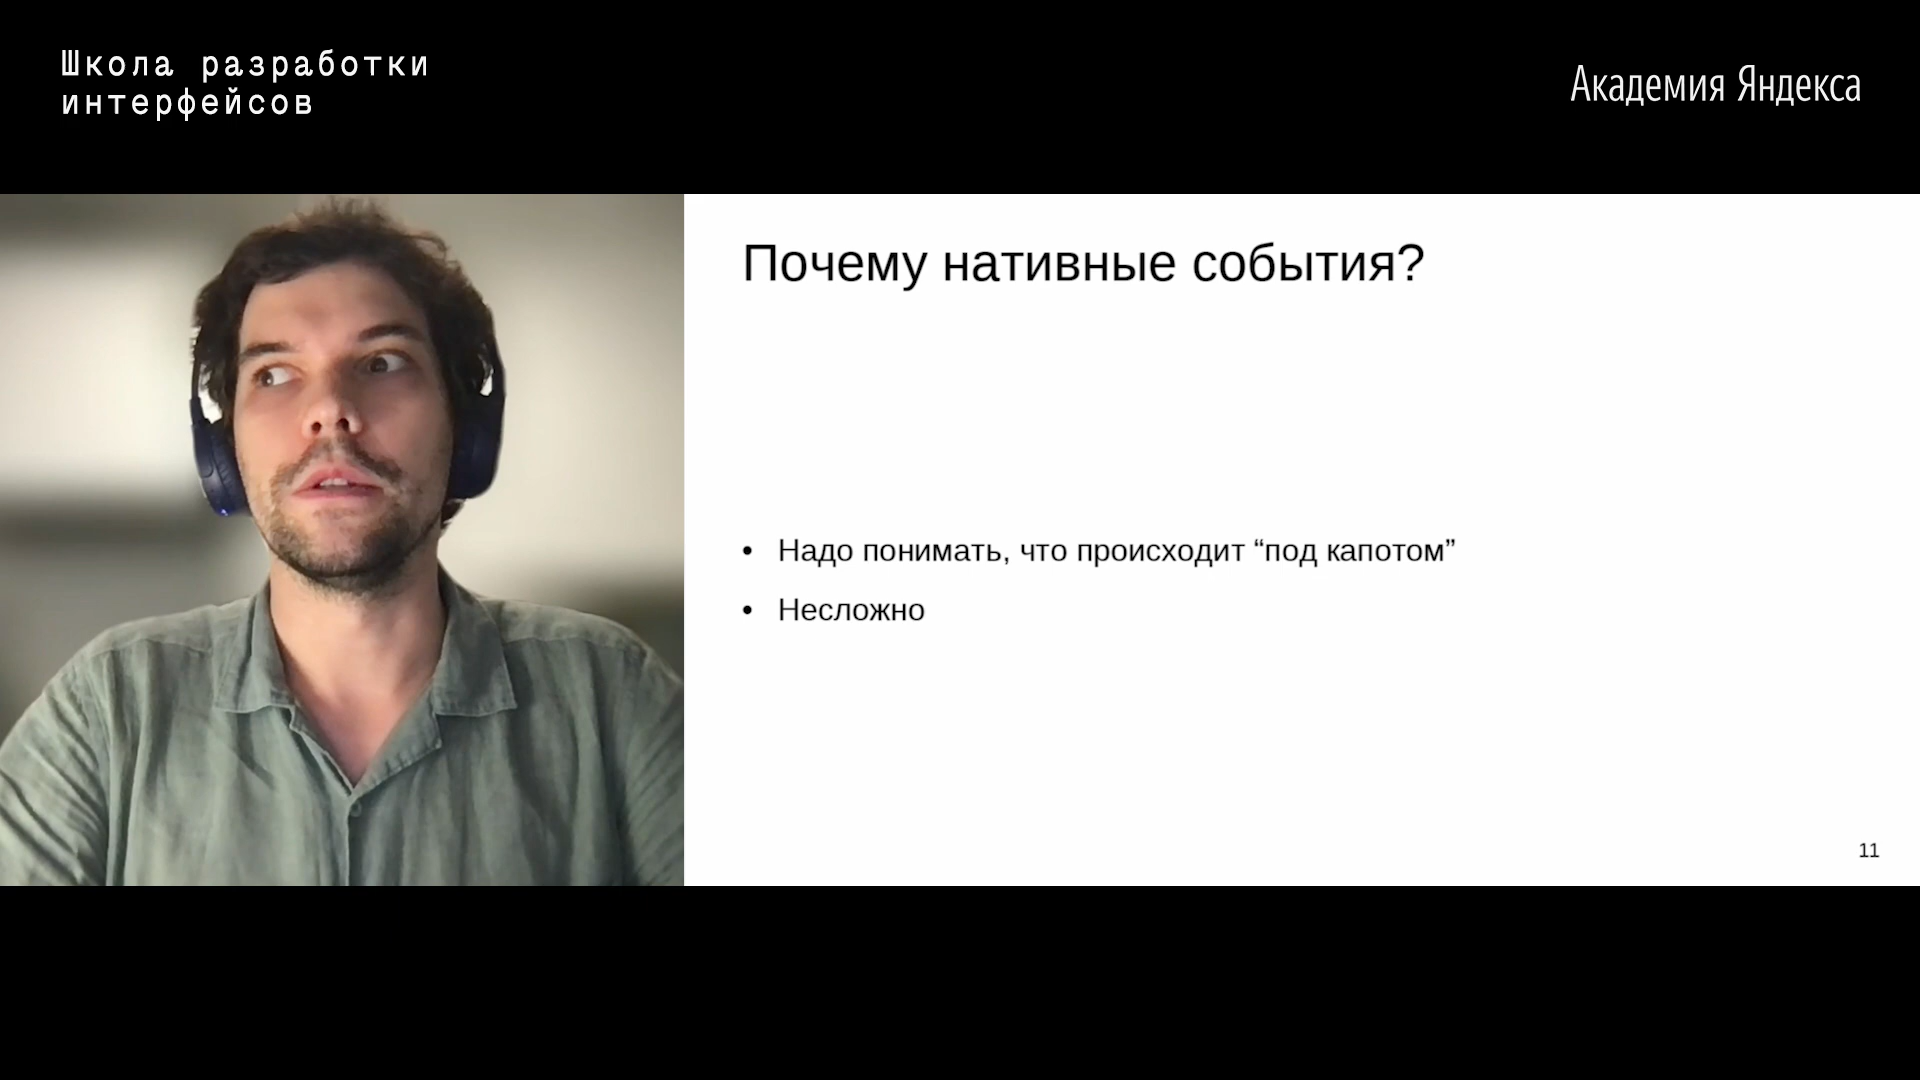 Школа разработки
интерфейсов
Академия Яндекса
Почему нативные события?
• Надо понимать, что происходит “под капотом”
• Несложно
11